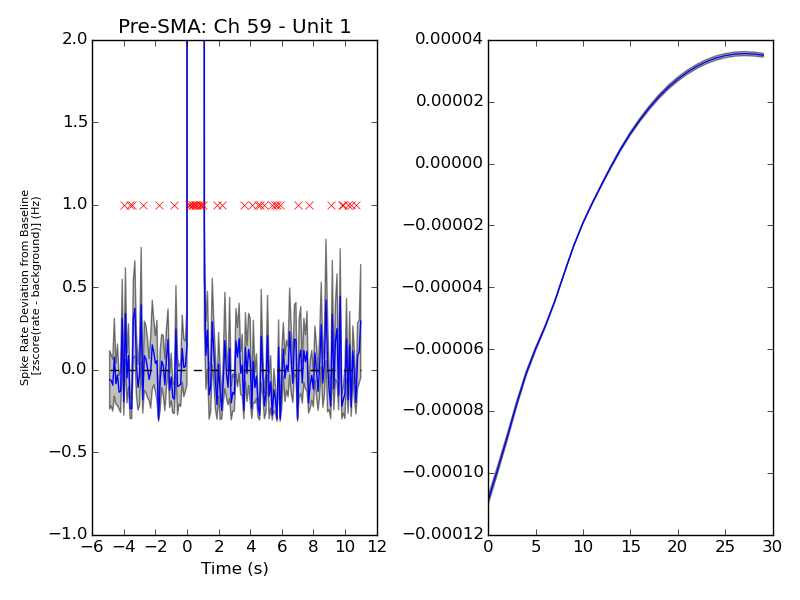 Pre-SMA: Ch 59 - Unit 1
Spike Rate Deviation from Baseline
[zscore(rate - background)] (Hz)
2.0
1.5
1.0
0.5
0.0
−0.5
−1.0
−6 −4 −2 0 2 4 6 8 10 12
Time (s)
0.00004
0.00002
0.00000
−0.00002
−0.00004
−0.00006
−0.00008
−0.00010
−0.00012
0 5 10 15 20 25 30